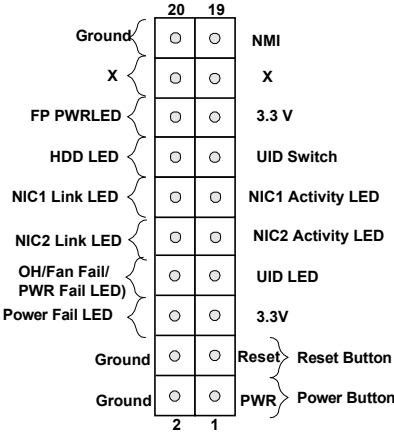 20 19
Ground NMI
X X
FP PWRLED 3.3 V
HDD LED UID Switch
NIC1 Link LED NIC1 Activity LED
NIC2 Link LED NIC2 Activity LED
OH/Fan Fail/
PWR Fail LED) UID LED
Power Fail LED 3.3V
Ground Reset Reset Button
Ground PWR Power Button
2 1